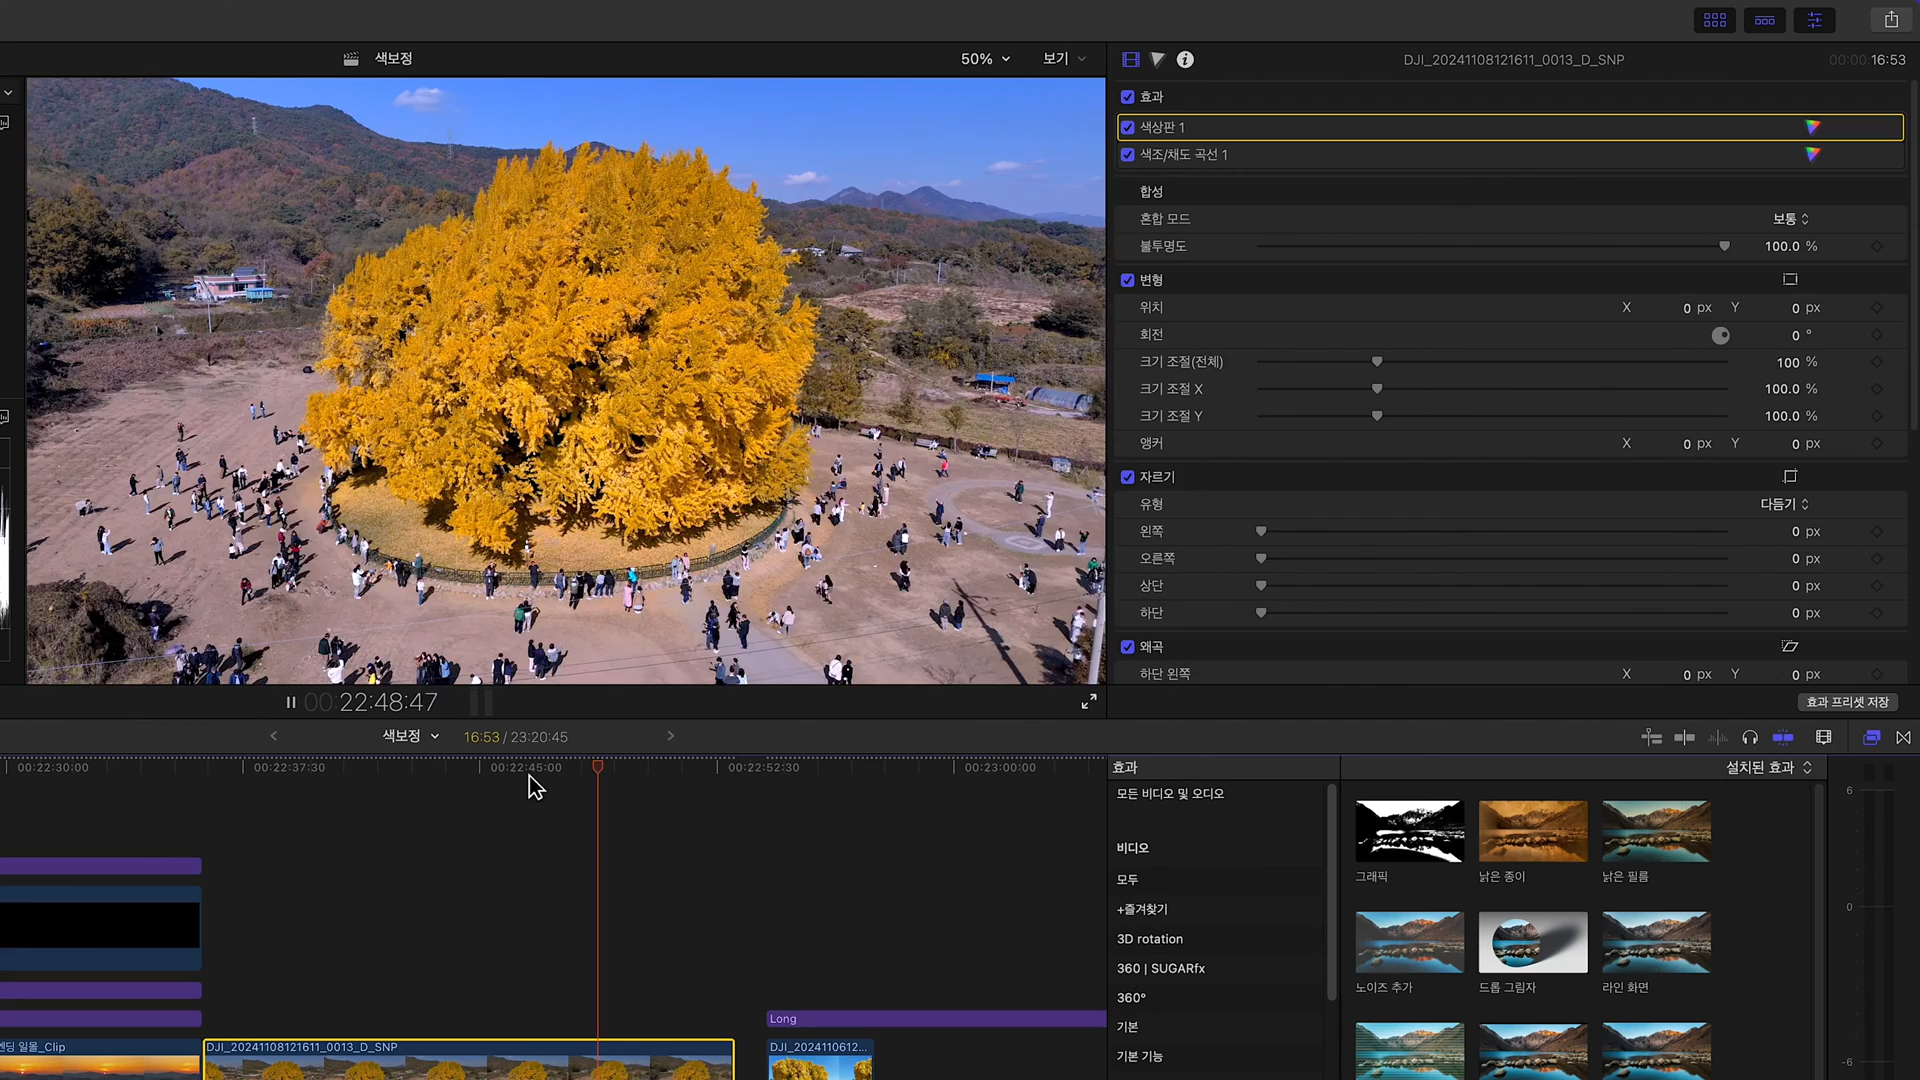 색보정
50%
보기
DJI_20241108121611_0013_D_SNP
00:00:16:53
효과
색상판 1
색조/채도 곡선 1
합성
혼합 모드
보통
불투명도
100.0 %
변형
위치
X 0 px Y 0 px
회전
0 °
크기 조절(전체)
100 %
크기 조절 X
100.0 %
크기 조절 Y
100.0 %
앵커
X 0 px Y 0 px
자르기
유형
다듬기
왼쪽
0 px
오른쪽
0 px
상단
0 px
하단
0 px
왜곡
하단 왼쪽
X 0 px Y 0 px
00:22:48:47
효과 프리셋 저장
색보정
16:53 / 23:20:45
00:22:30:00
00:22:37:30
00:22:45:00
00:22:52:30
00:23:00:00
효과
설치된 효과
모든 비디오 및 오디오
비디오
모두
+즐겨찾기
3D rotation
360 | SUGARfx
360°
기본
기본 기능
그래픽
낡은 종이
낡은 필름
노이즈 추가
드롭 그림자
라인 화면
6
0
-6
Long
엔딩 일몰_Clip
DJI_20241108121611_0013_D_SNP
DJI_2024110612...